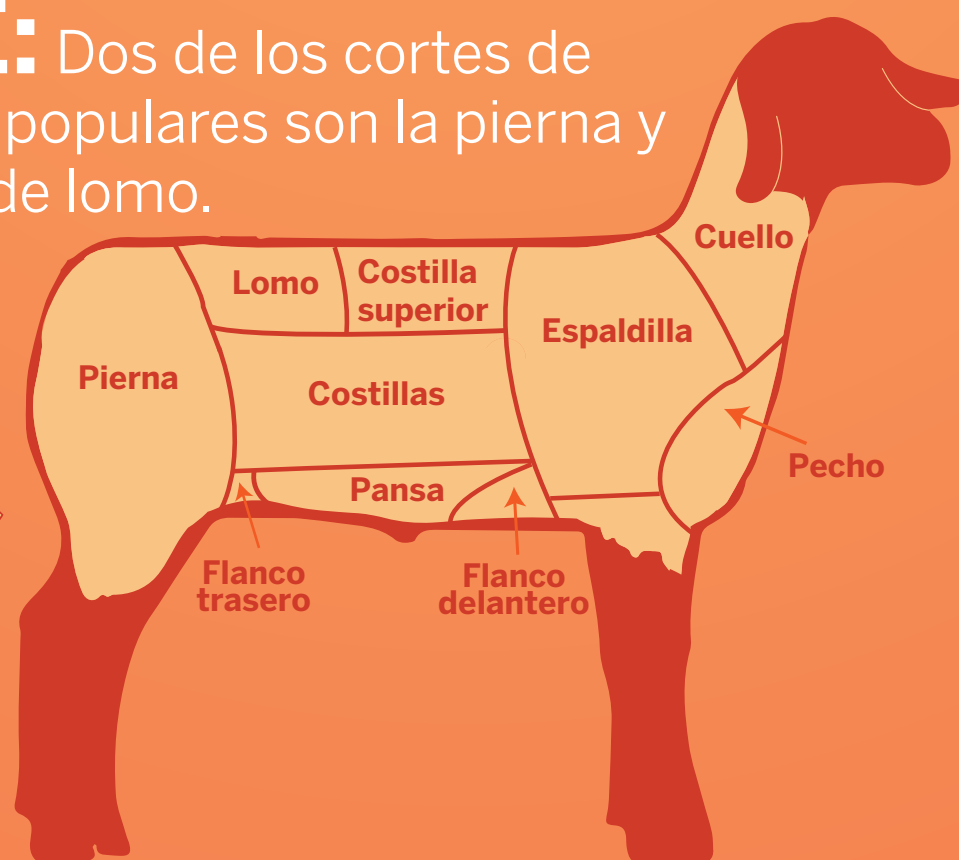 : Dos de los cortes de
populares son la pierna y
de lomo.
Cuello
Lomo
Costilla
superior
Espaldilla
Pierna
Costillas
Pecho
Pansa
Flanco
trasero
Flanco
delantero